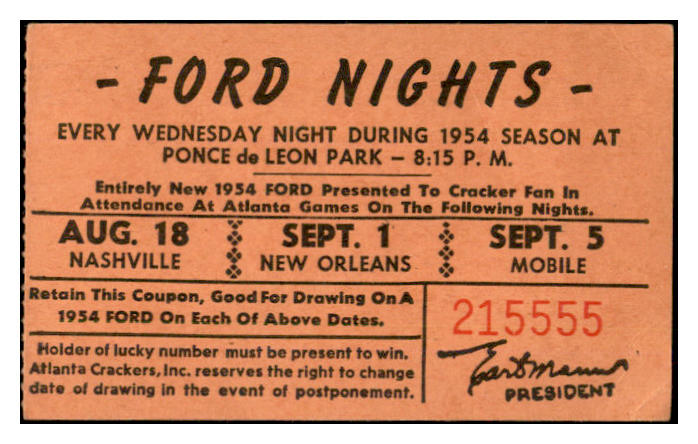 - FORD NIGHTS -
EVERY WEDNESDAY NIGHT DURING 1954 SEASON AT
PONCE de LEON PARK – 8:15 P. M.
Entirely New 1954 FORD Presented To Cracker Fan In
Attendance At Atlanta Games On The Following Nights.
AUG. 18
NASHVILLE
SEPT. 1
NEW ORLEANS
SEPT. 5
MOBILE
Retain This Coupon, Good For Drawing On A
1954 FORD On Each Of Above Dates.
Holder of lucky number must be present to win.
Atlanta Crackers, Inc. reserves the right to change
date of drawing in the event of postponement.
215555
Earl Mann
PRESIDENT